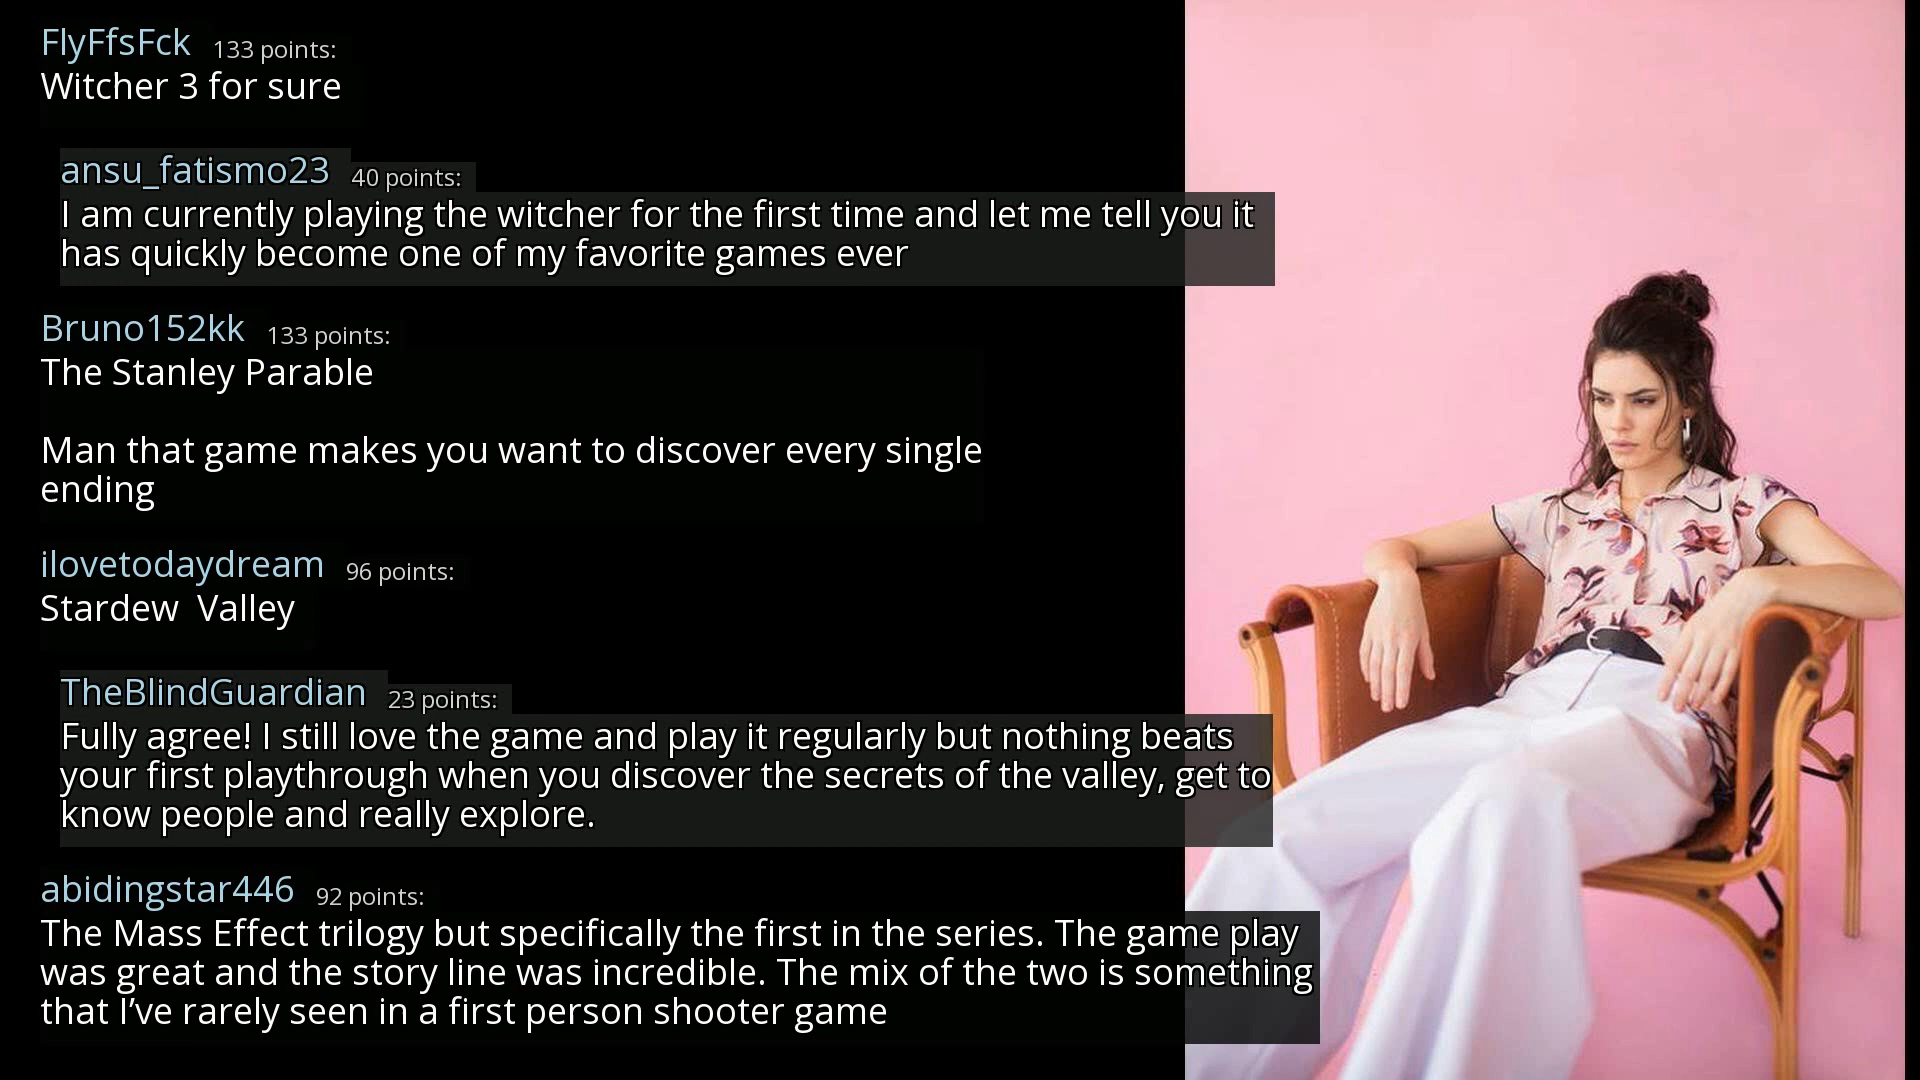 FlyFfsFck 133 points:
Witcher 3 for sure
ansu_fatismo23 40 points:
I am currently playing the witcher for the first time and let me tell you it
has quickly become one of my favorite games ever
Bruno152kk 133 points:
The Stanley Parable
Man that game makes you want to discover every single
ending
ilovetodaydream 96 points:
Stardew  Valley
TheBlindGuardian 23 points:
Fully agree! I still love the game and play it regularly but nothing beats
your first playthrough when you discover the secrets of the valley, get to
know people and really explore.
abidingstar446 92 points:
The Mass Effect trilogy but specifically the first in the series. The game play
was great and the story line was incredible. The mix of the two is something
that I’ve rarely seen in a first person shooter game